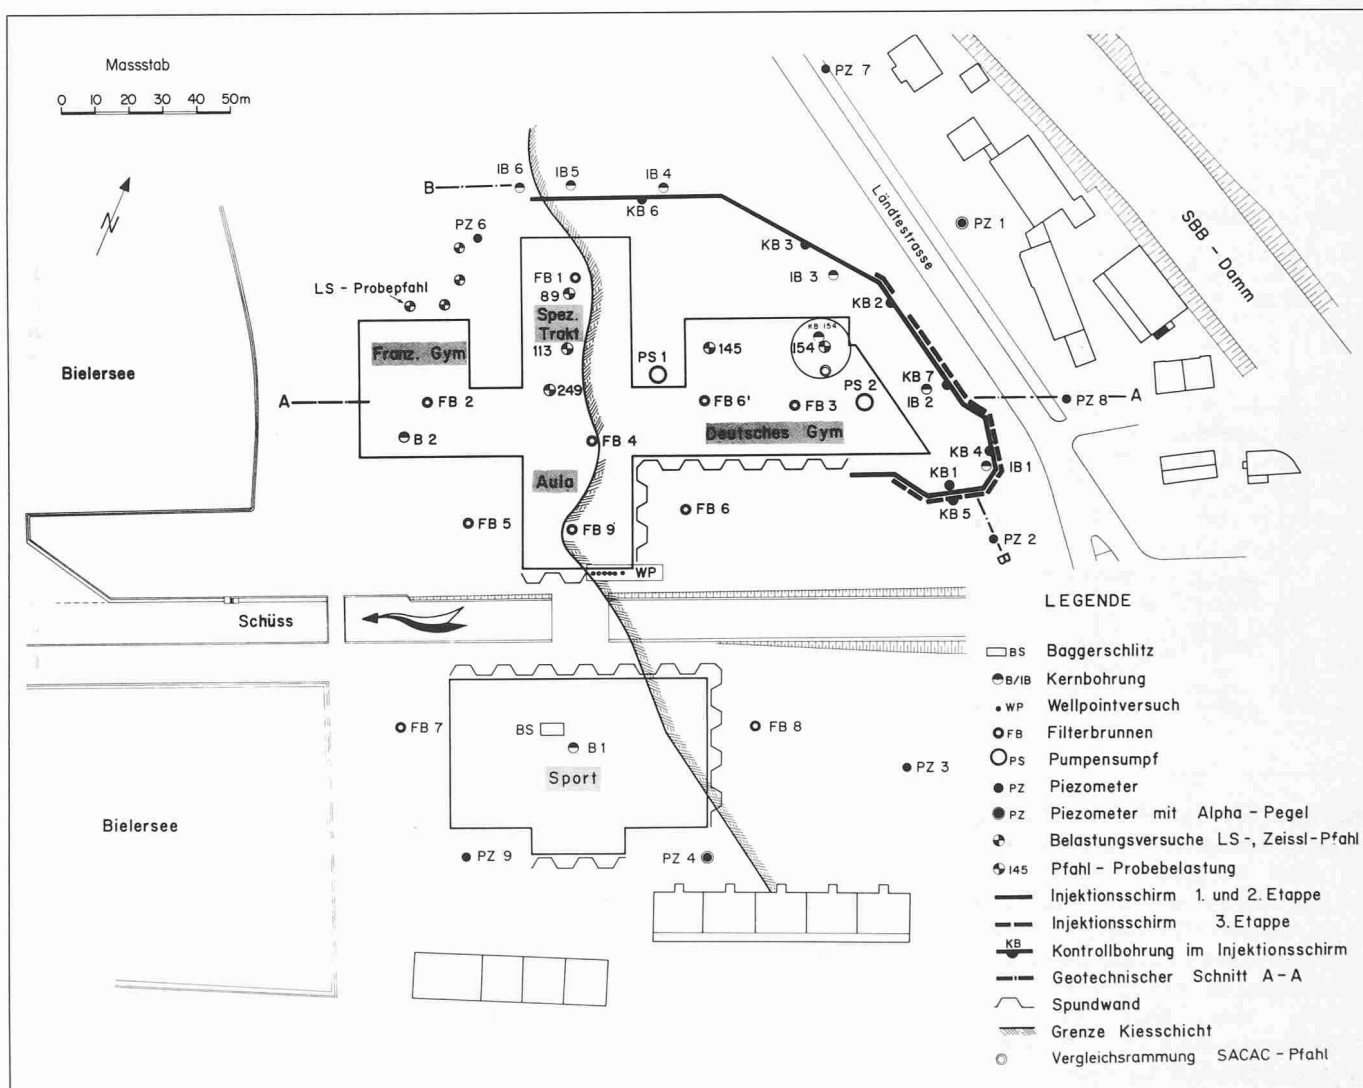 Massstab
0 10 20 30 40 50m
N
PZ 7
SBB - Damm
Ländtestrasse
PZ 1
IB 6
IB 5
IB 4
B
KB 6
PZ 6
KB 3
IB 3
KB 2
FB 1
89
LS - Probepfahl
Spez.
Trakt
KB 154
Franz. Gym
113
PS 1
145
154
Bielersee
249
PS 2
KB 7
IB 2
A
FB 2
FB 6'
FB 3
PZ 8
A
B 2
FB 4
Deutsches Gym
KB 4
IB 1
Aula
KB 1
KB 5
FB 5
FB 9
FB 6
PZ 2
B
WP
Schüss
FB 7
BS
B 1
FB 8
Sport
PZ 3
Bielersee
PZ 9
PZ 4
LEGENDE
BS Baggerschlitz
B/IB Kernbohrung
WP Wellpointversuch
FB Filterbrunnen
PS Pumpensumpf
PZ Piezometer
PZ Piezometer mit Alpha - Pegel
Belastungsversuche LS -, Zeissl - Pfahl
145 Pfahl - Probebelastung
Injektionsschirm 1. und 2. Etappe
Injektionsschirm 3. Etappe
KB Kontrollbohrung im Injektionsschirm
Geotechnischer Schnitt A - A
Spundwand
Grenze Kiesschicht
Vergleichsrammung SACAC - Pfahl